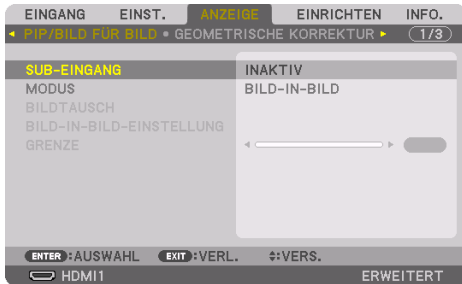 EINGANG EINST. ANZEIGE EINRICHTEN INFO.
PIP/BILD FÜR BILD • GEOMETRISCHE KORREKTUR 1/3
SUB-EINGANG INAKTIV
MODUS BILD-IN-BILD
BILDTAUSCH
BILD-IN-BILD-EINSTELLUNG
GRENZE
ENTER :AUSWAHL EXIT :VERL. :VERS.
HDMI1 ERWEITERT